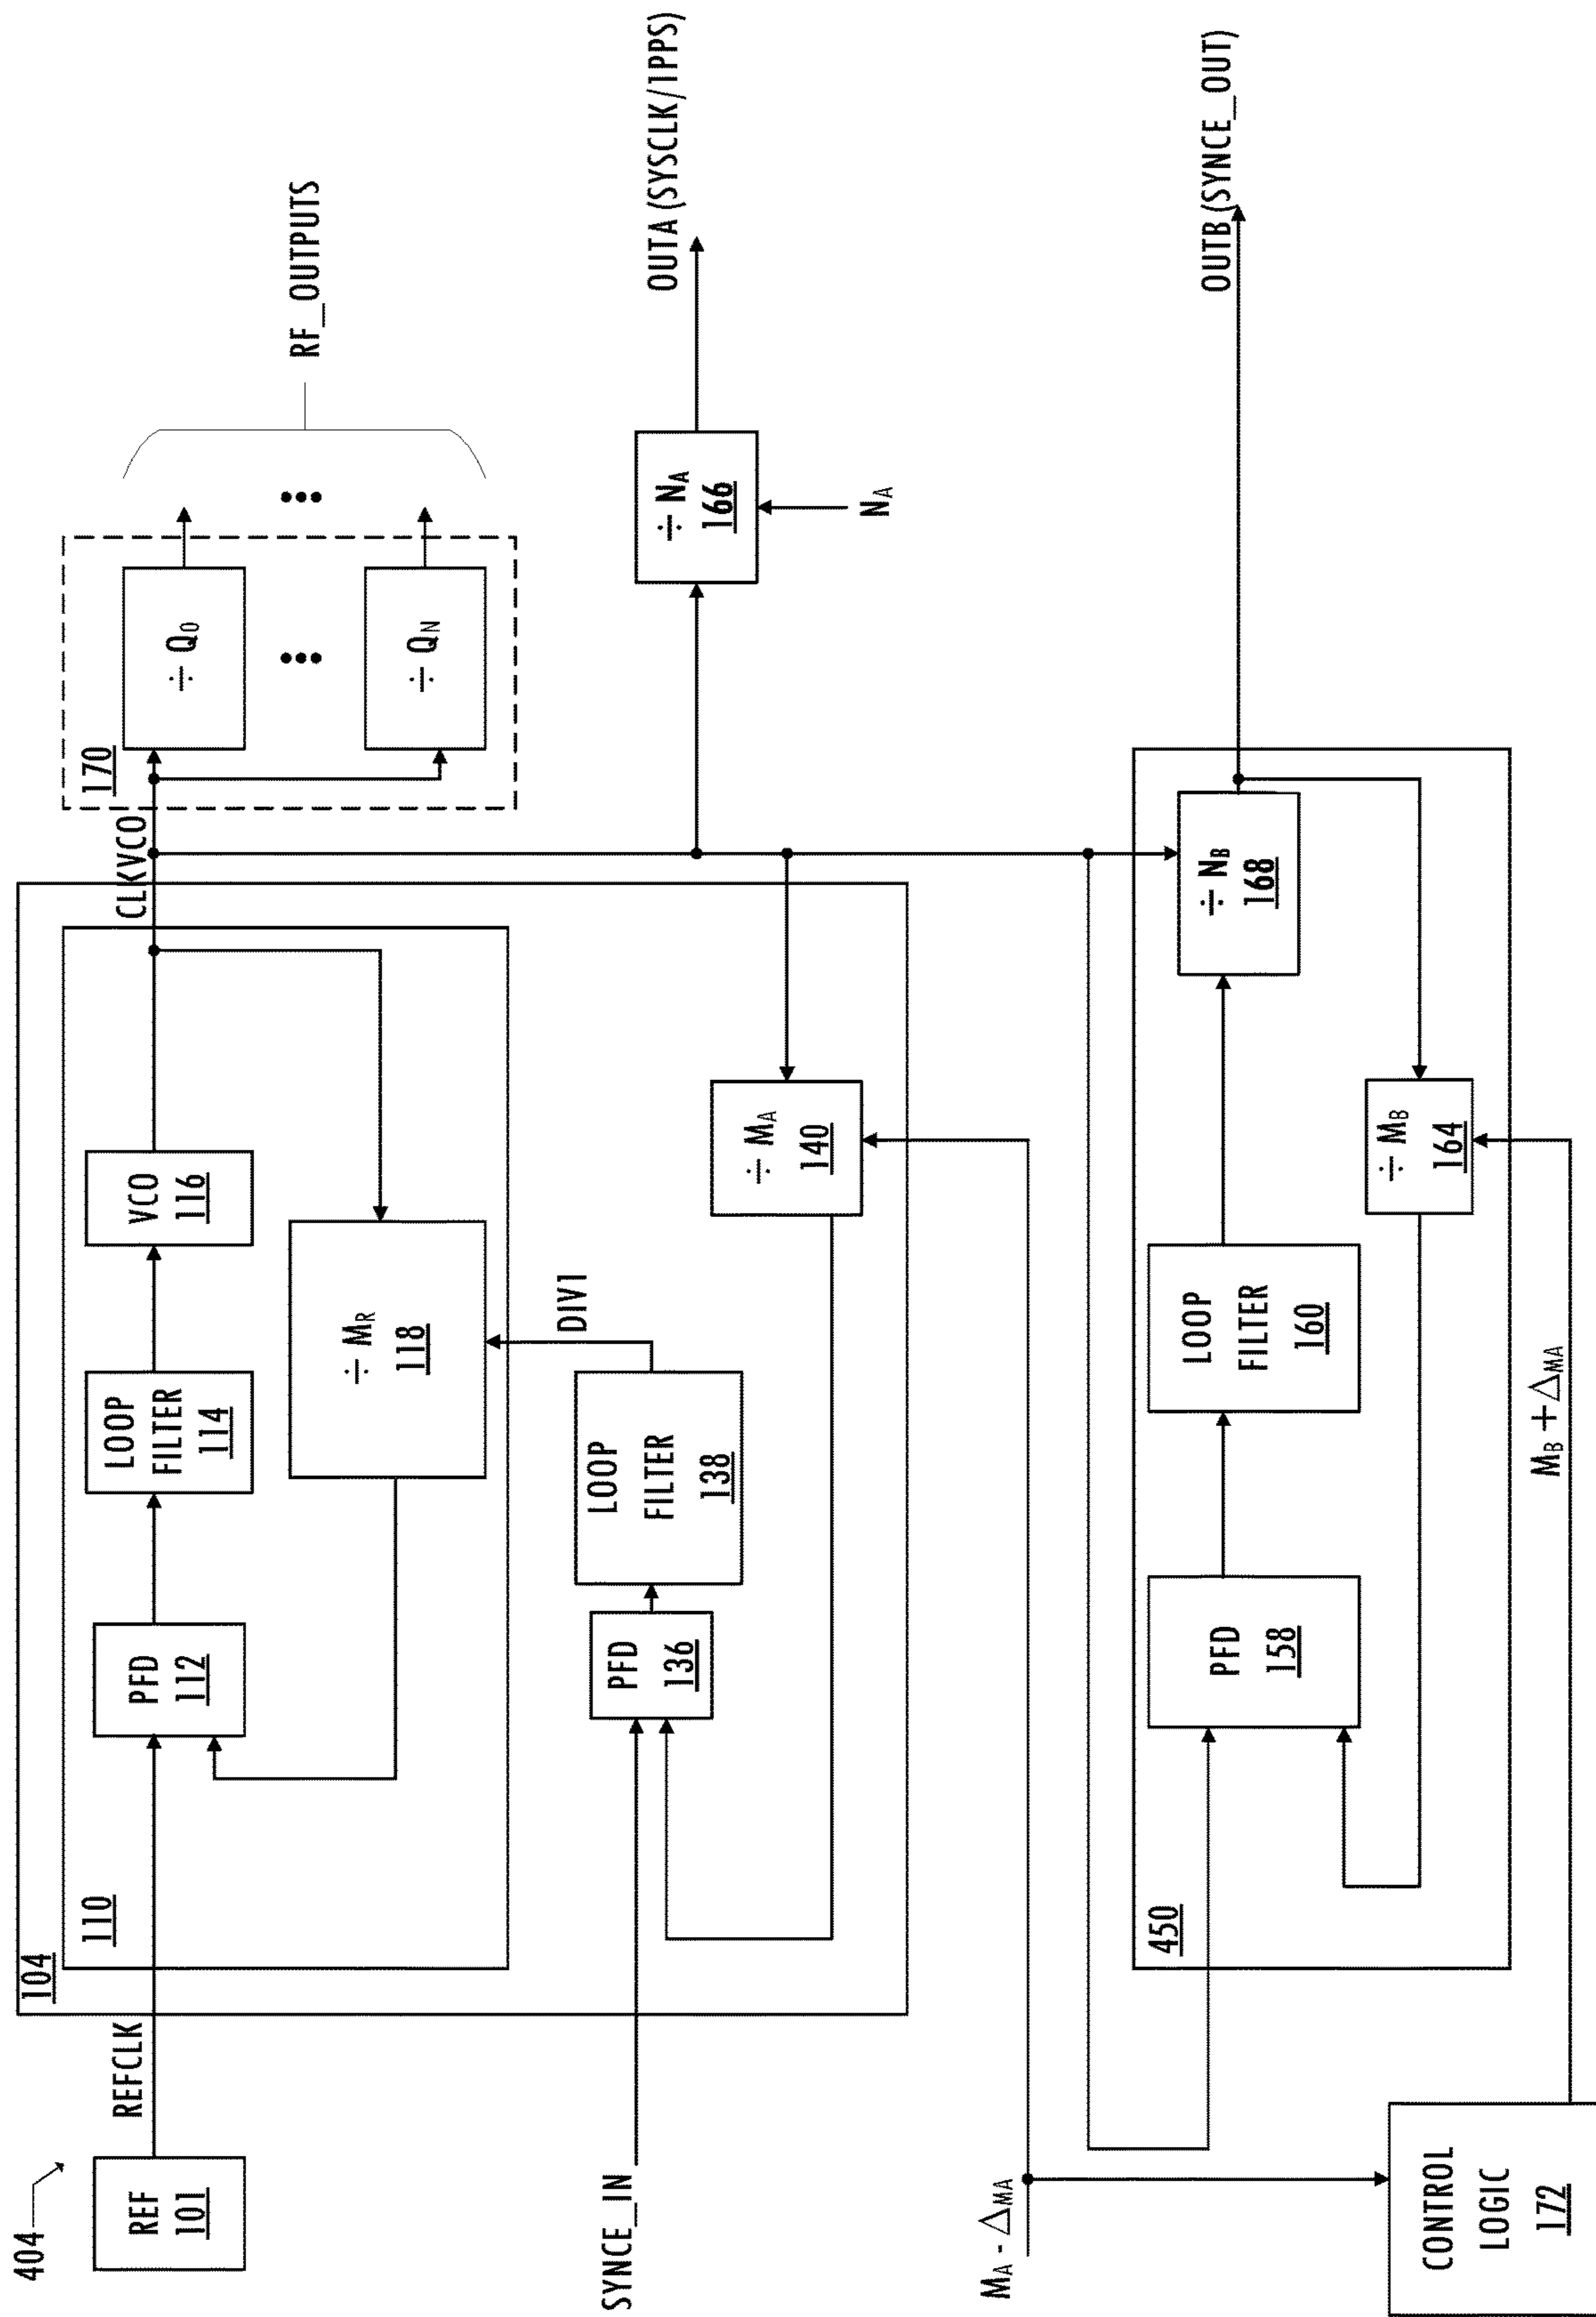 404
REF
101
REFCLK
104
110
PFD
112
LOOP
FILTER
114
VCO
116
CLKVCO
÷ MR
118
170
÷ Q0
•••
÷ QN
•••
RF_OUTPUTS
SYNCE_IN
PFD
136
LOOP
FILTER
138
DIV1
÷ MA
140
÷ NA
166
NA
OUTA (SYSCLK/1PPS)
MA - ΔMA
450
PFD
158
LOOP
FILTER
160
÷ NB
168
÷ MB
164
OUTB (SYNCE_OUT)
CONTROL
LOGIC
172
MB + ΔMA